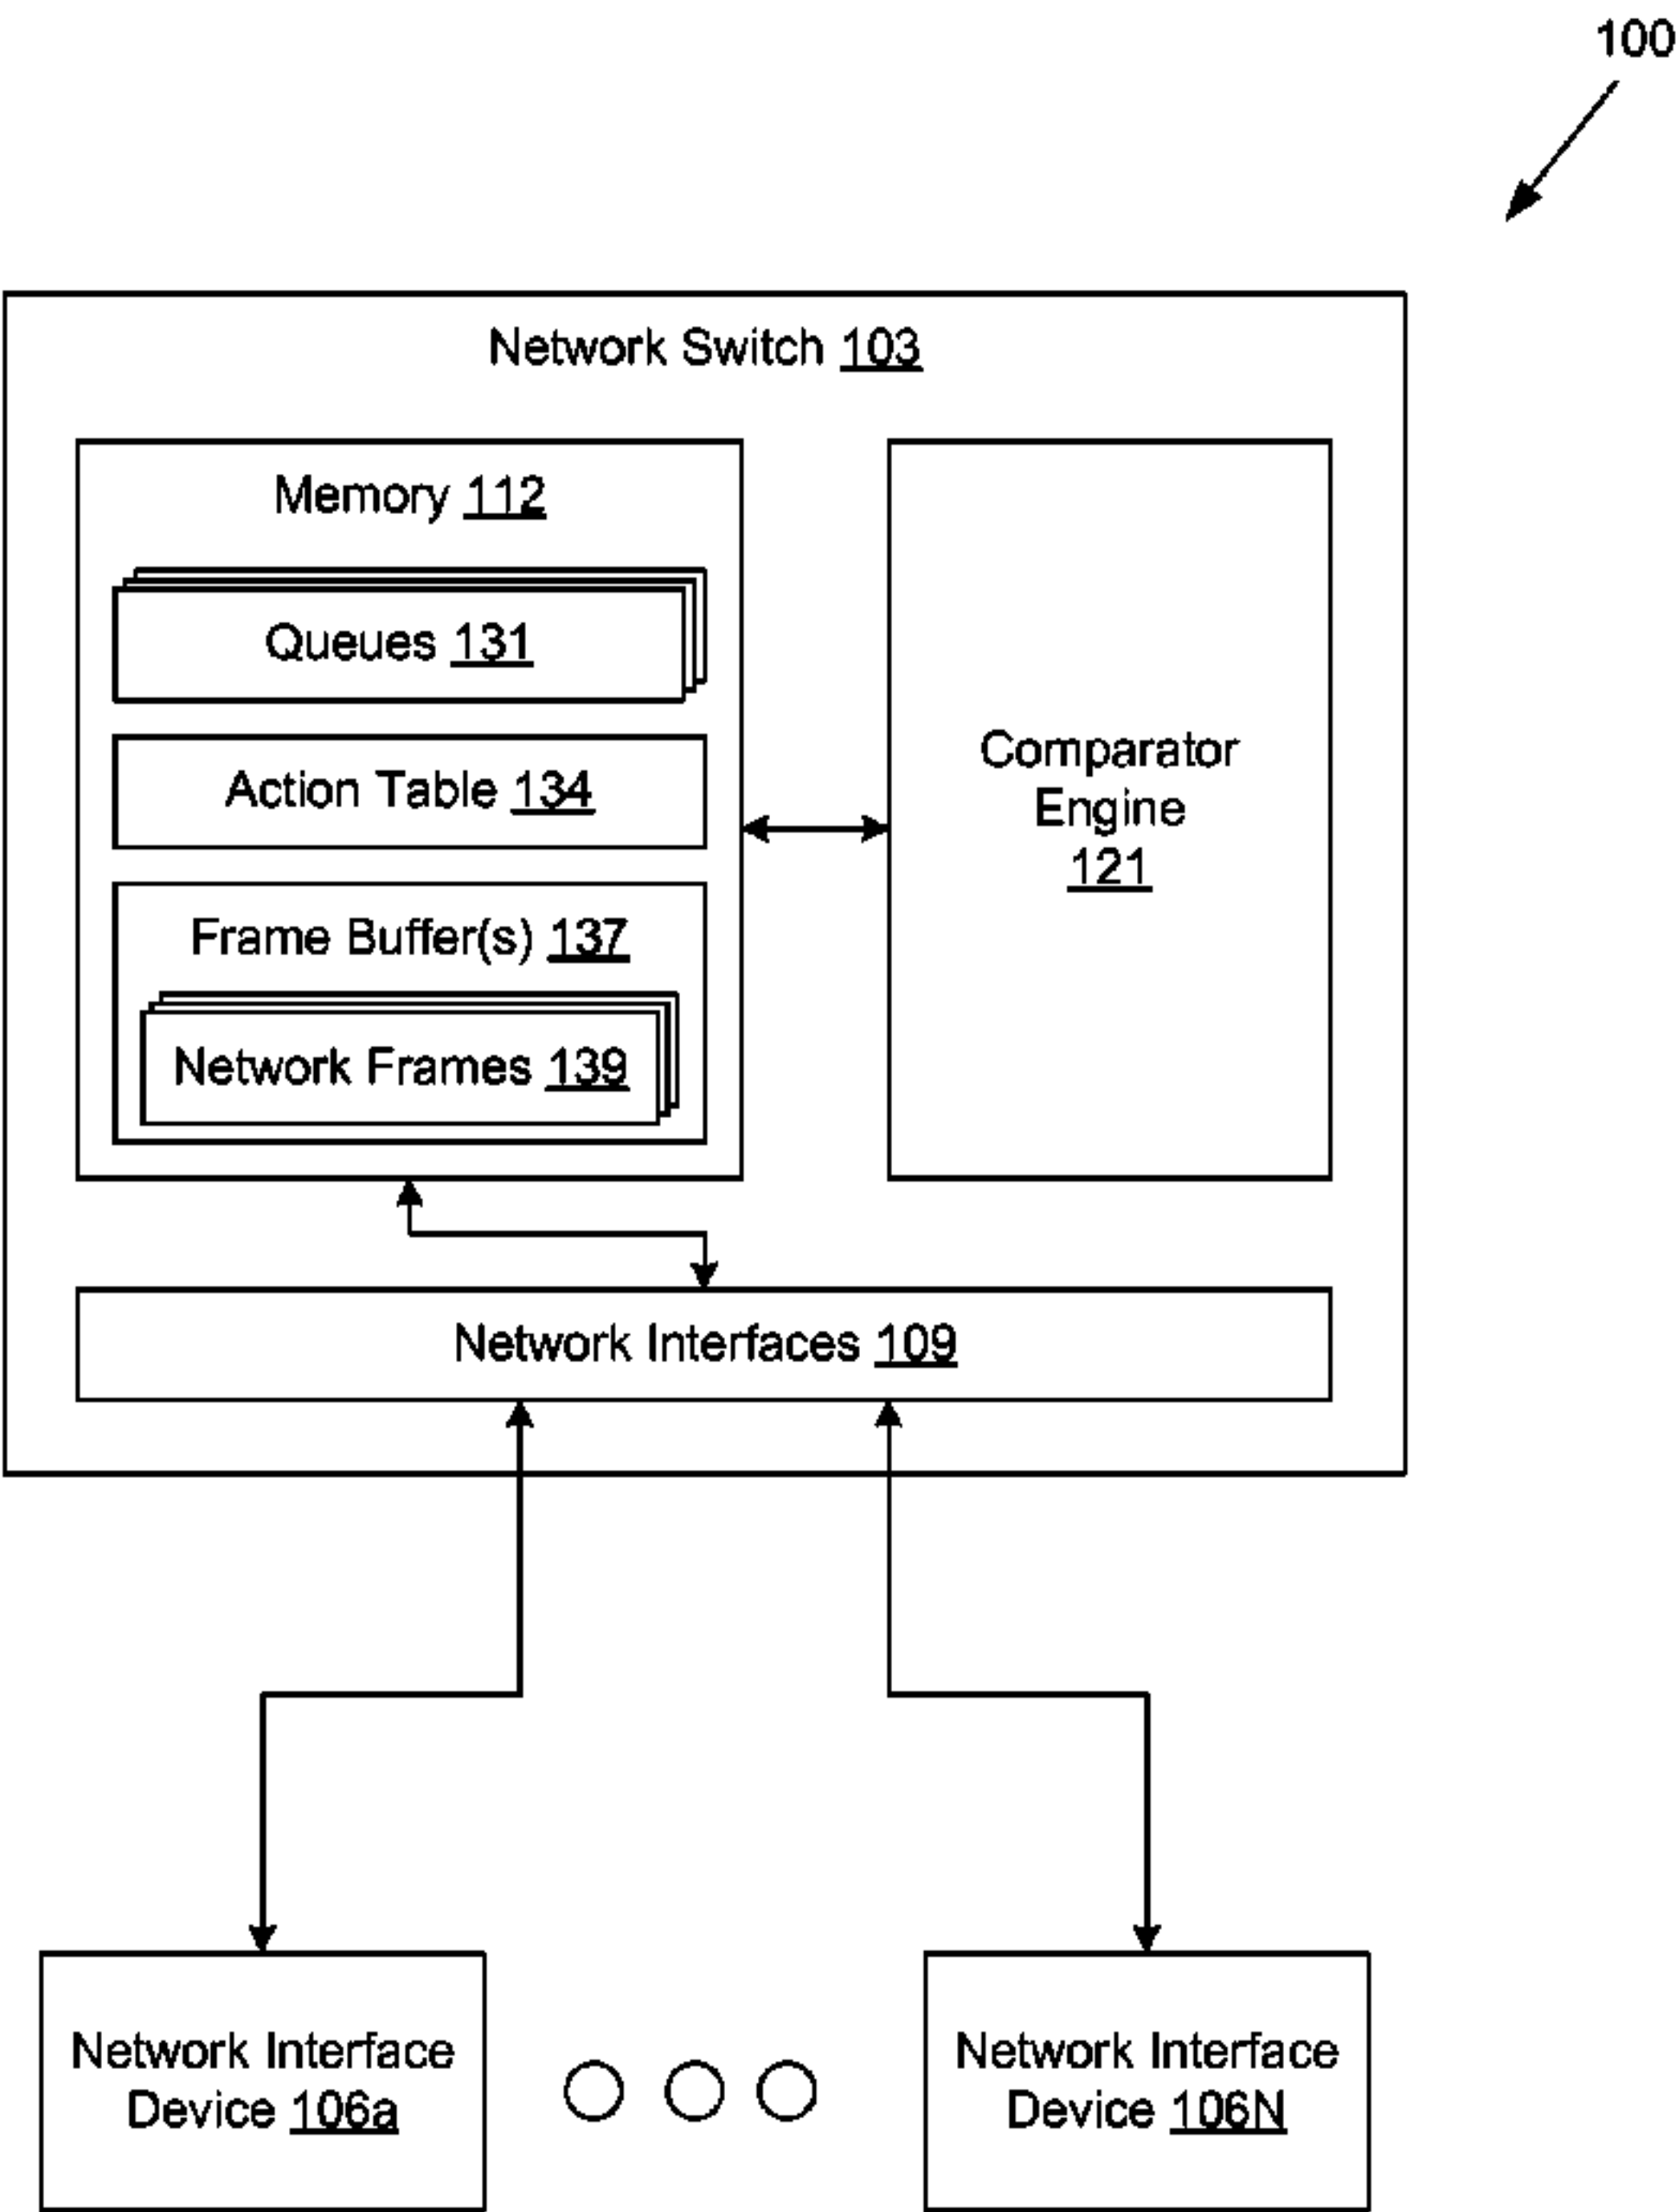 100
Network Switch 103
Memory 112
Queues 131
Action Table 134
Frame Buffer(s) 137
Network Frames 139
Comparator
Engine
121
Network Interfaces 109
Network Interface
Device 106a
Network Interface
Device 106N